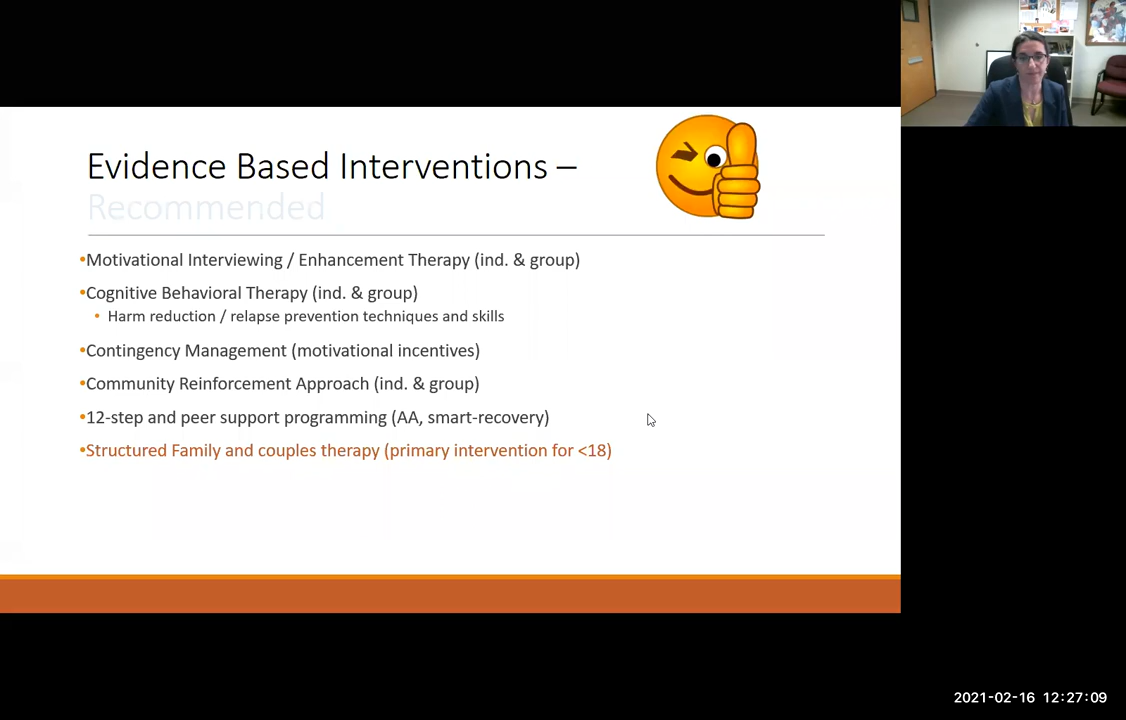 Evidence Based Interventions –
Recommended
•Motivational Interviewing / Enhancement Therapy (ind. & group)
•Cognitive Behavioral Therapy (ind. & group)
• Harm reduction / relapse prevention techniques and skills
•Contingency Management (motivational incentives)
•Community Reinforcement Approach (ind. & group)
•12-step and peer support programming (AA, smart-recovery)
•Structured Family and couples therapy (primary intervention for <18)
2021-02-16 12:27:09